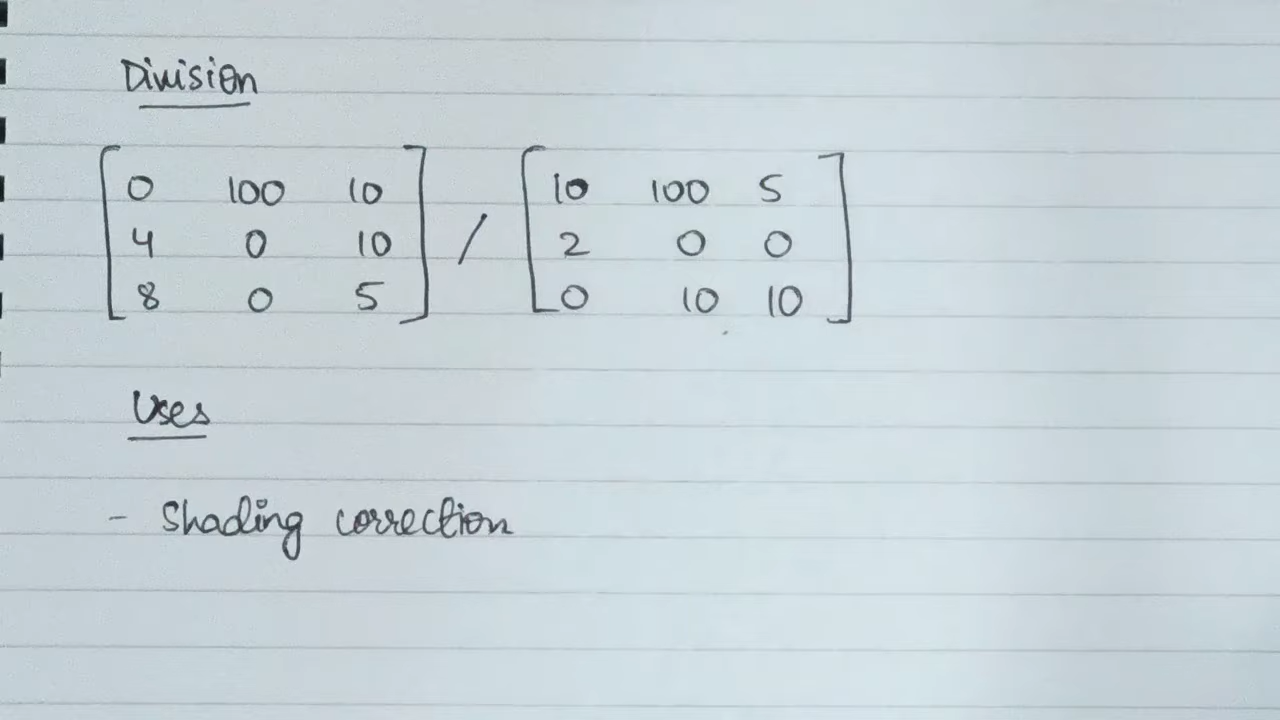 Division
[ 0 100 10 ] / [ 10 100 5 ]
[ 4 0 10 ] [ 2 0 0 ]
[ 8 0 5 ] [ 0 10 10 ]
Uses
- Shading correction